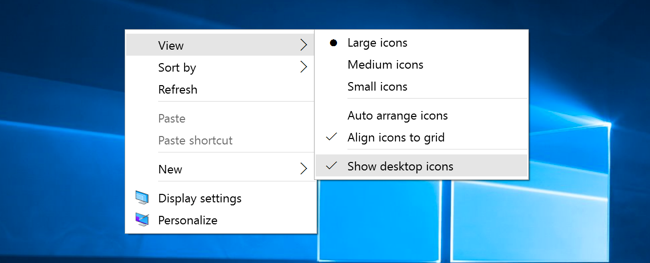 View
Sort by
Refresh
Paste
Paste shortcut
New
Display settings
Personalize
Large icons
Medium icons
Small icons
Auto arrange icons
Align icons to grid
Show desktop icons